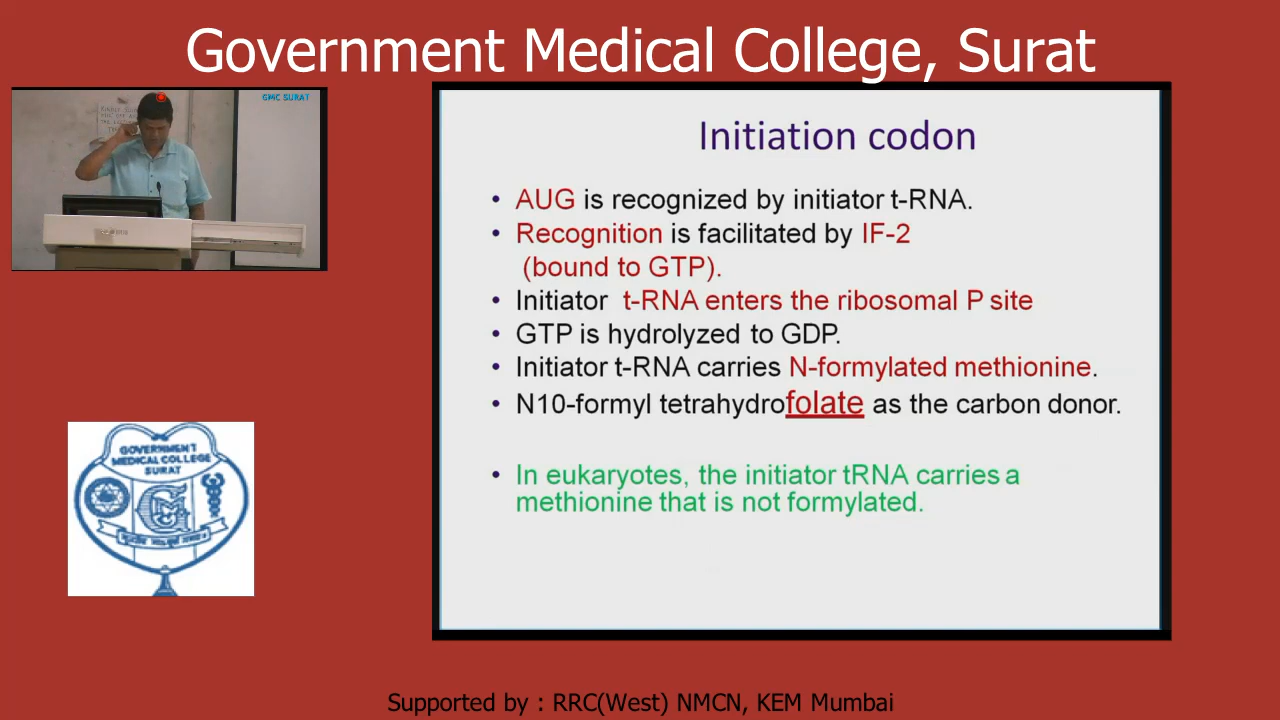 Government Medical College, Surat
GMC SURAT
Initiation codon
• AUG is recognized by initiator t-RNA.
• Recognition is facilitated by IF-2
(bound to GTP).
• Initiator t-RNA enters the ribosomal P site
• GTP is hydrolyzed to GDP.
• Initiator t-RNA carries N-formylated methionine.
• N10-formyl tetrahydrofolate as the carbon donor.
• In eukaryotes, the initiator tRNA carries a
methionine that is not formylated.
GOVERNMENT
MEDICAL COLLEGE
SURAT
Supported by : RRC(West) NMCN, KEM Mumbai